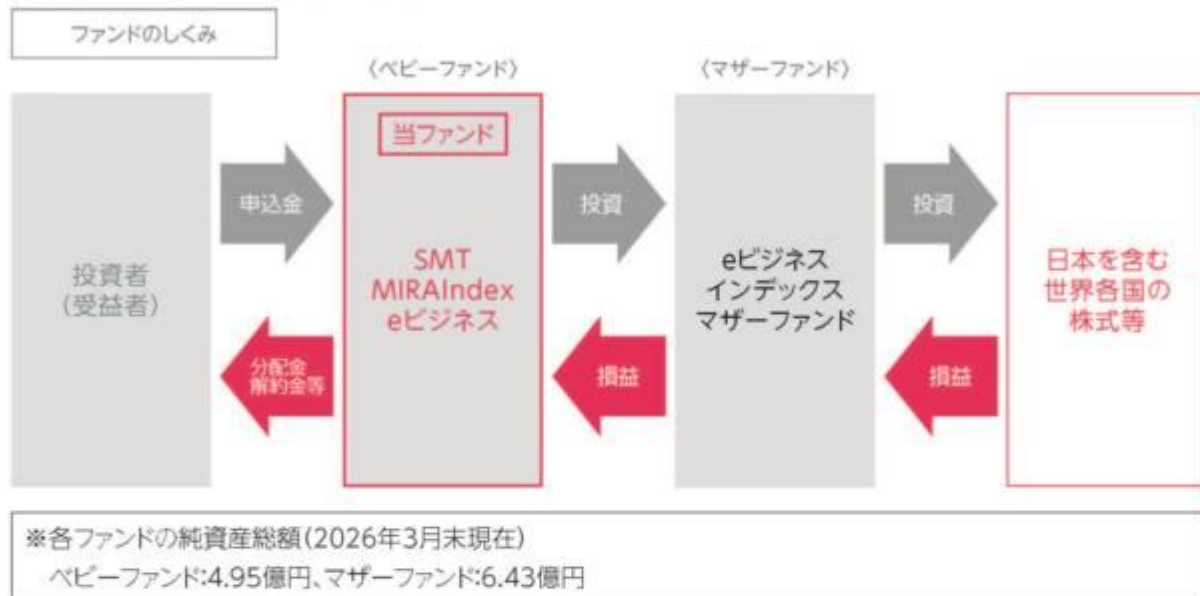 ファンドのしくみ
〈ベビーファンド〉
〈マザーファンド〉
投資者
(受益者)
申込金
分配金
解約金等
当ファンド
SMT
MIRAIndex
eビジネス
投資
損益
eビジネス
インデックス
マザーファンド
投資
損益
日本を含む
世界各国の
株式等
※各ファンドの純資産総額(2026年3月末現在)
ベビーファンド:4.95億円、マザーファンド:6.43億円